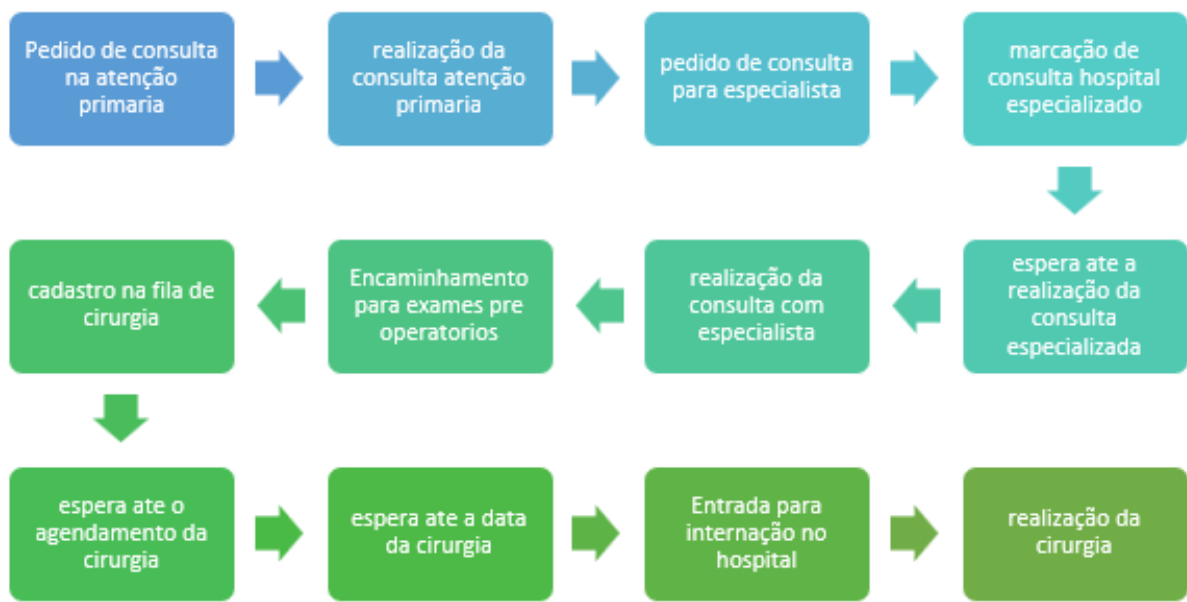 Pedido de consulta
na atenção
primaria
realização da
consulta atenção
primaria
pedido de consulta
para especialista
marcação de
consulta hospital
especializado
espera ate a
realização da
consulta
especializada
realização da
consulta com
especialista
Encaminhamento
para exames pre
operatorios
cadastro na fila de
cirurgia
espera ate o
agendamento da
cirurgia
espera ate a data
da cirurgia
Entrada para
internação no
hospital
realização da
cirurgia